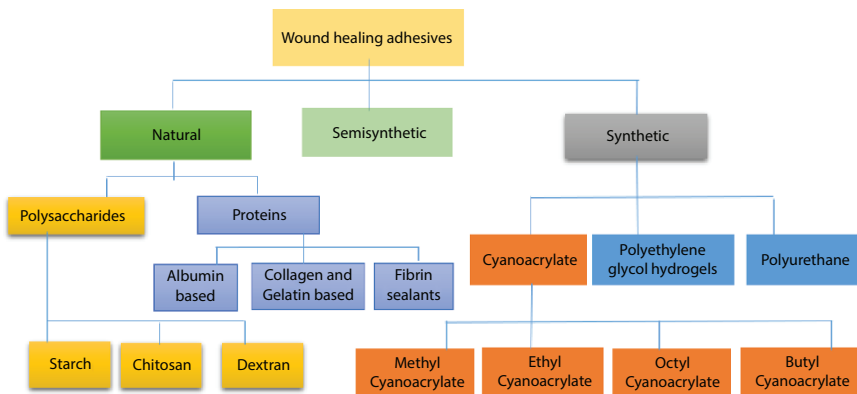 Wound healing adhesives
Natural
Semisynthetic
Synthetic
Polysaccharides
Proteins
Cyanoacrylate
Polyethylene
glycol hydrogels
Polyurethane
Albumin
based
Collagen and
Gelatin based
Fibrin
sealants
Starch
Chitosan
Dextran
Methyl
Cyanoacrylate
Ethyl
Cyanoacrylate
Octyl
Cyanoacrylate
Butyl
Cyanoacrylate